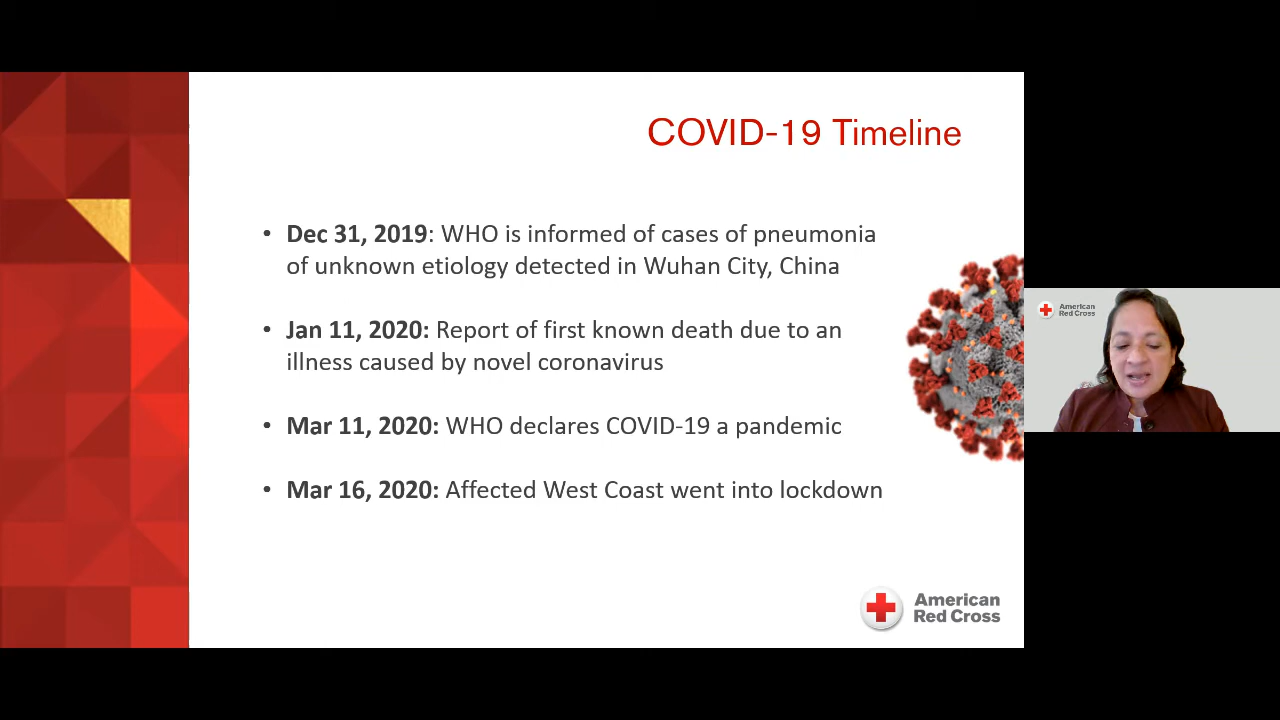 COVID-19 Timeline
• Dec 31, 2019: WHO is informed of cases of pneumonia
of unknown etiology detected in Wuhan City, China
• Jan 11, 2020: Report of first known death due to an
illness caused by novel coronavirus
• Mar 11, 2020: WHO declares COVID-19 a pandemic
• Mar 16, 2020: Affected West Coast went into lockdown
American
Red Cross
American
Red Cross